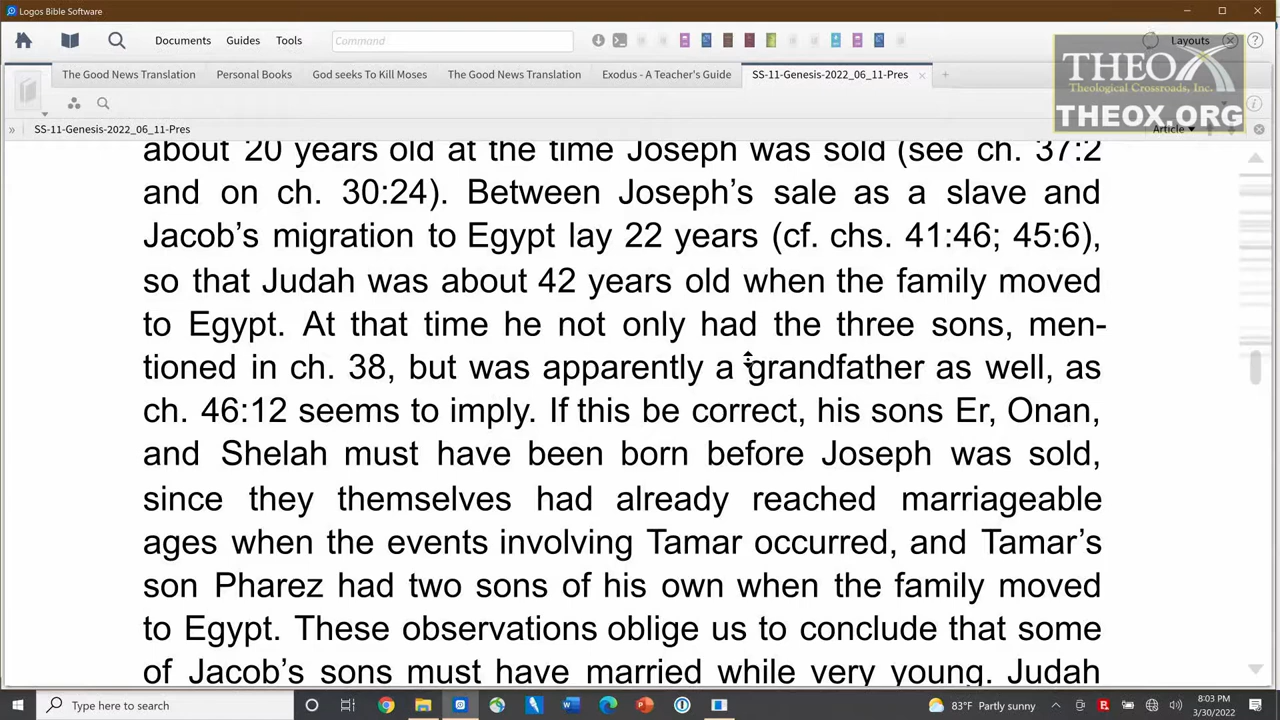 Logos Bible Software
Documents Guides Tools Command Layouts
The Good News Translation Personal Books God seeks To Kill Moses The Good News Translation Exodus - A Teacher's Guide SS-11-Genesis-2022_06_11-Pres
THEOX
Theological Crossroads, Inc.
THEOX.ORG
SS-11-Genesis-2022_06_11-Pres Article
about 20 years old at the time Joseph was sold (see ch. 37:2
and on ch. 30:24). Between Joseph's sale as a slave and
Jacob's migration to Egypt lay 22 years (cf. chs. 41:46; 45:6),
so that Judah was about 42 years old when the family moved
to Egypt. At that time he not only had the three sons, men-
tioned in ch. 38, but was apparently a grandfather as well, as
ch. 46:12 seems to imply. If this be correct, his sons Er, Onan,
and Shelah must have been born before Joseph was sold,
since they themselves had already reached marriageable
ages when the events involving Tamar occurred, and Tamar's
son Pharez had two sons of his own when the family moved
to Egypt. These observations oblige us to conclude that some
of Jacob's sons must have married while very young. Judah
Type here to search
83°F Partly sunny
8:03 PM
3/30/2022